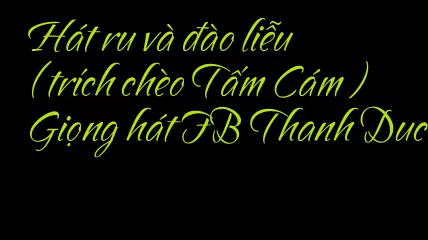 Hát ru và đào liễu
( trích chèo Tấm Cám )
Giọng hát FB Thanh Duc